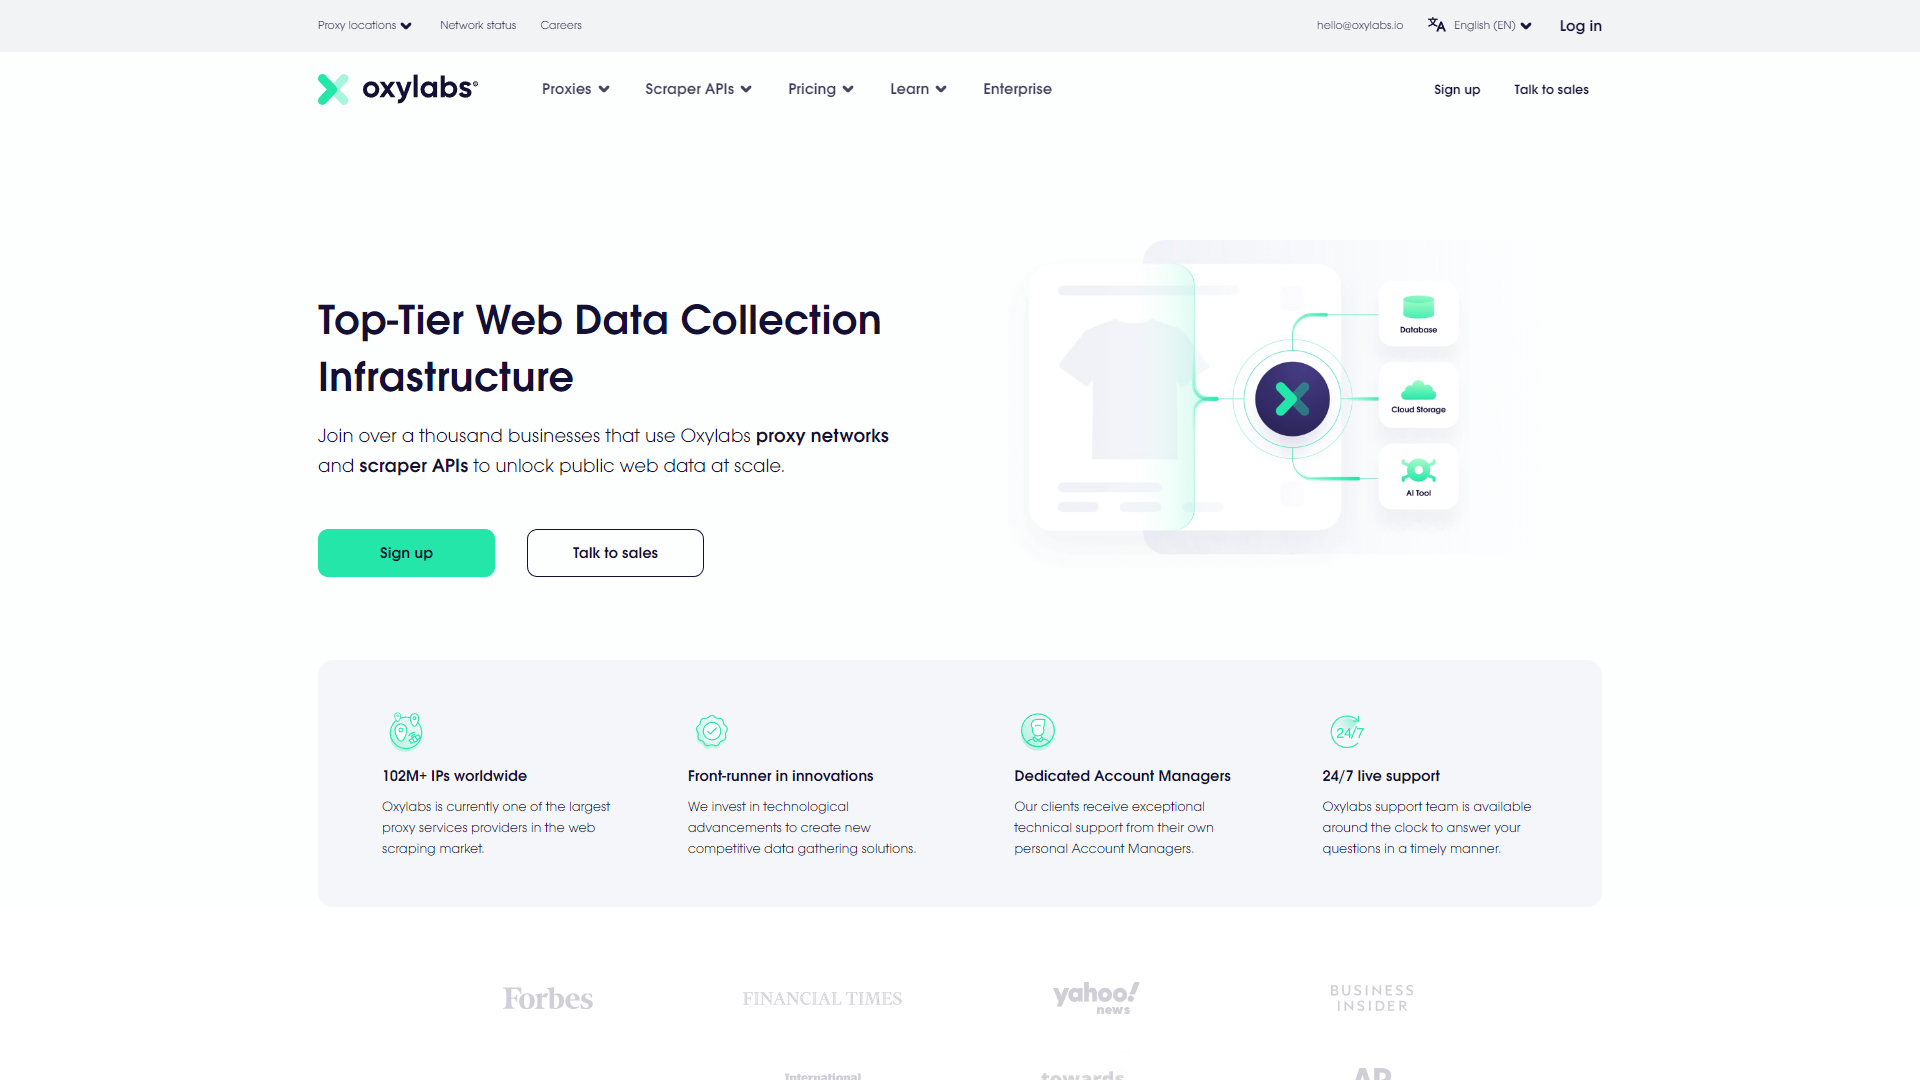 Proxy locations
Network status
Careers
hello@oxylabs.io
English (EN)
Log in
oxylabs
Proxies
Scraper APIs
Pricing
Learn
Enterprise
Sign up
Talk to sales
Top-Tier Web Data Collection
Infrastructure
Join over a thousand businesses that use Oxylabs proxy networks
and scraper APIs to unlock public web data at scale.
Sign up
Talk to sales
Database
Cloud Storage
AI Tool
102M+ IPs worldwide
Oxylabs is currently one of the largest
proxy services providers in the web
scraping market.
Front-runner in innovations
We invest in technological
advancements to create new
competitive data gathering solutions.
Dedicated Account Managers
Our clients receive exceptional
technical support from their own
personal Account Managers.
24/7
24/7 live support
Oxylabs support team is available
around the clock to answer your
questions in a timely manner.
Forbes
FINANCIAL TIMES
yahoo!
news
BUSINESS
INSIDER
International
towards
AP